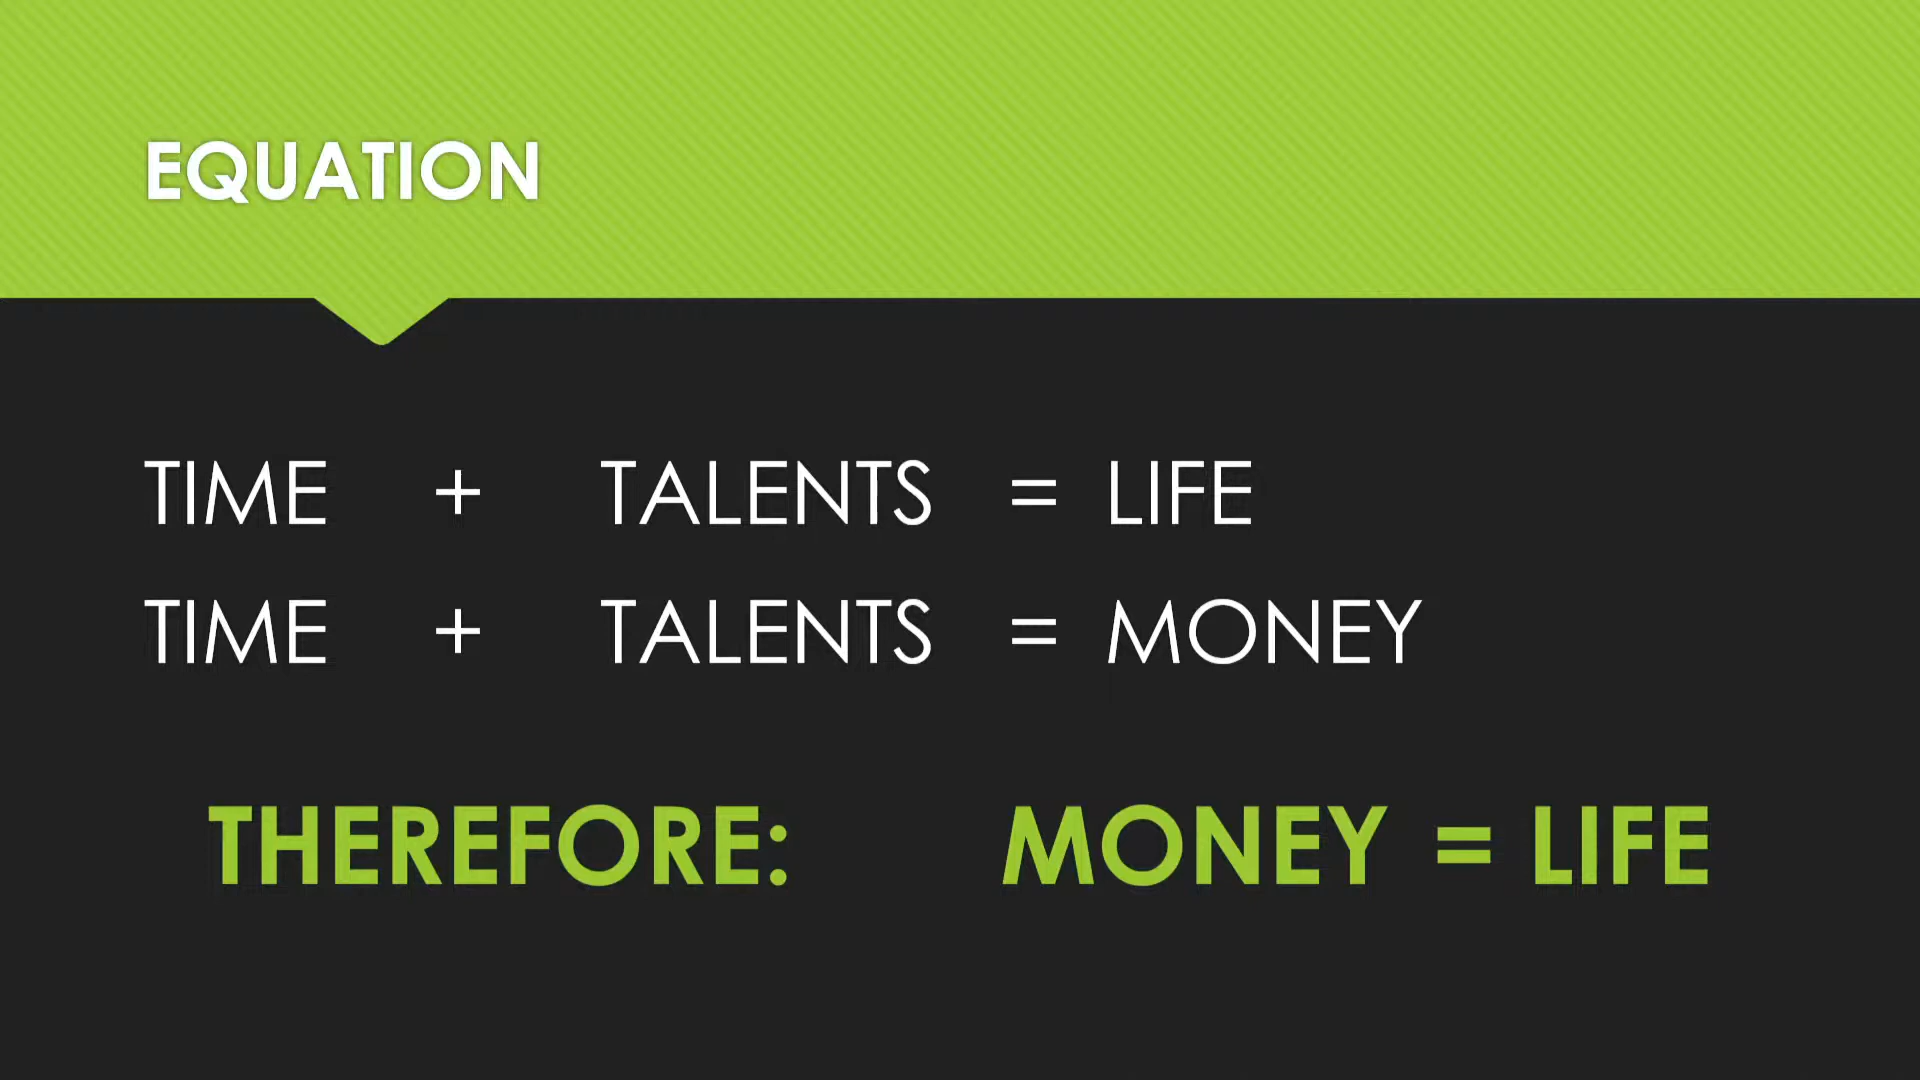 EQUATION
TIME + TALENTS = LIFE
TIME + TALENTS = MONEY
THEREFORE: MONEY = LIFE